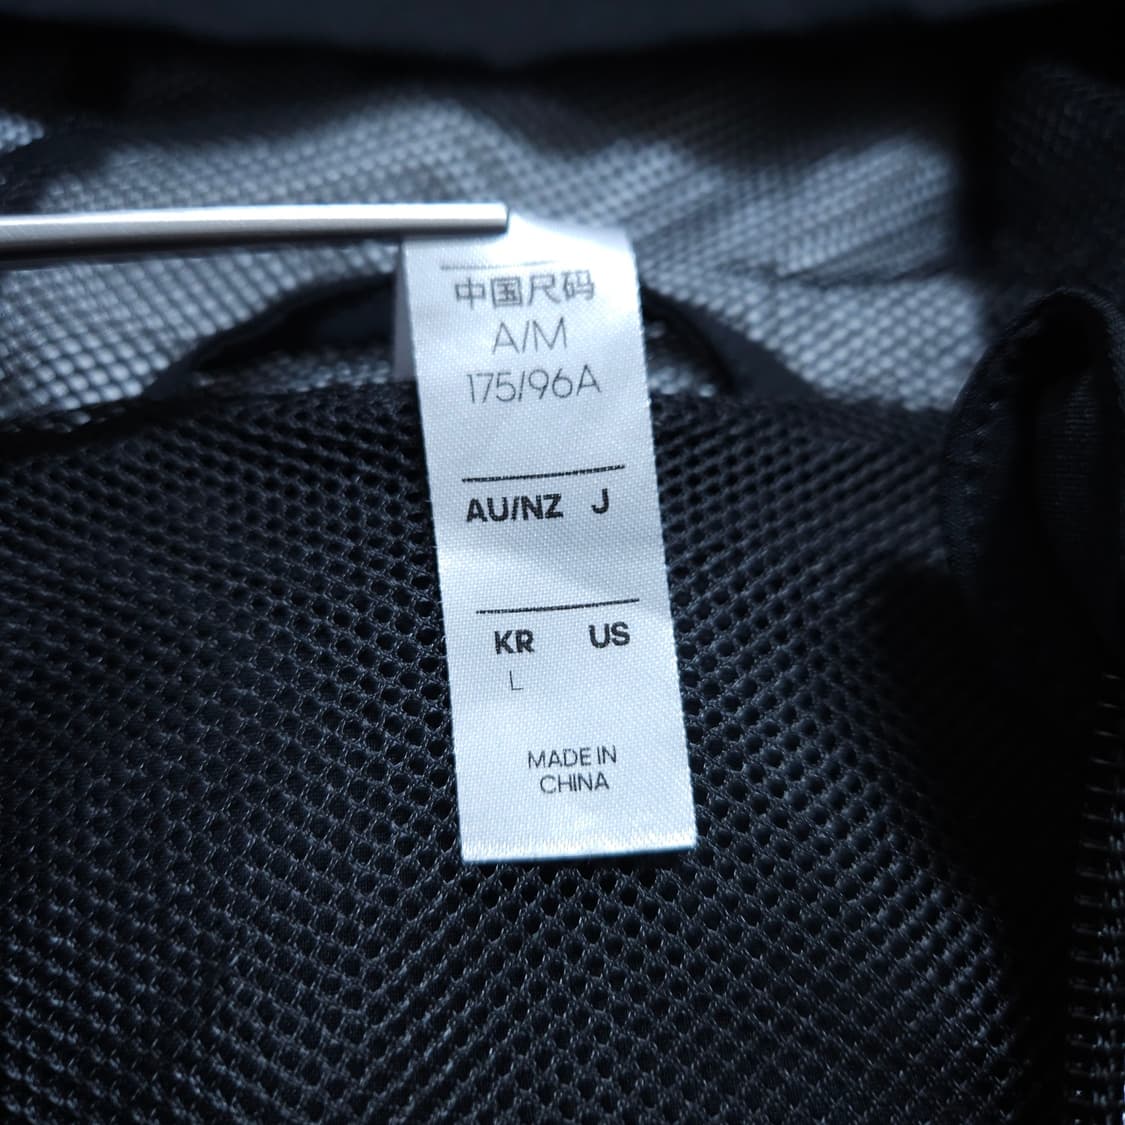 中国尺码
A/M
175/96A
AU/NZ J
KR US
L
MADE IN
CHINA